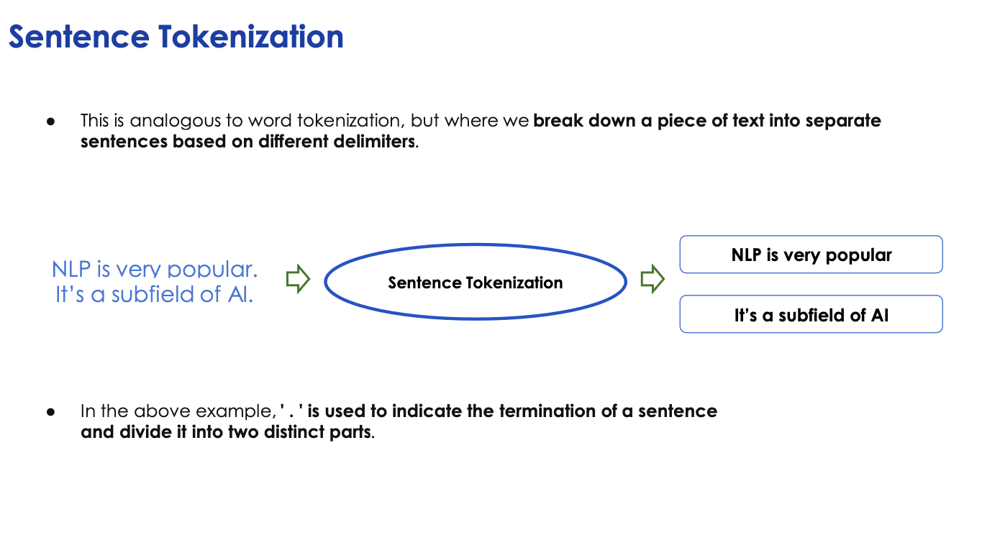 Sentence Tokenization
● This is analogous to word tokenization, but where we break down a piece of text into separate
sentences based on different delimiters.
NLP is very popular.
It’s a subfield of AI.
Sentence Tokenization
NLP is very popular
It’s a subfield of AI
● In the above example, ' . ' is used to indicate the termination of a sentence
and divide it into two distinct parts.